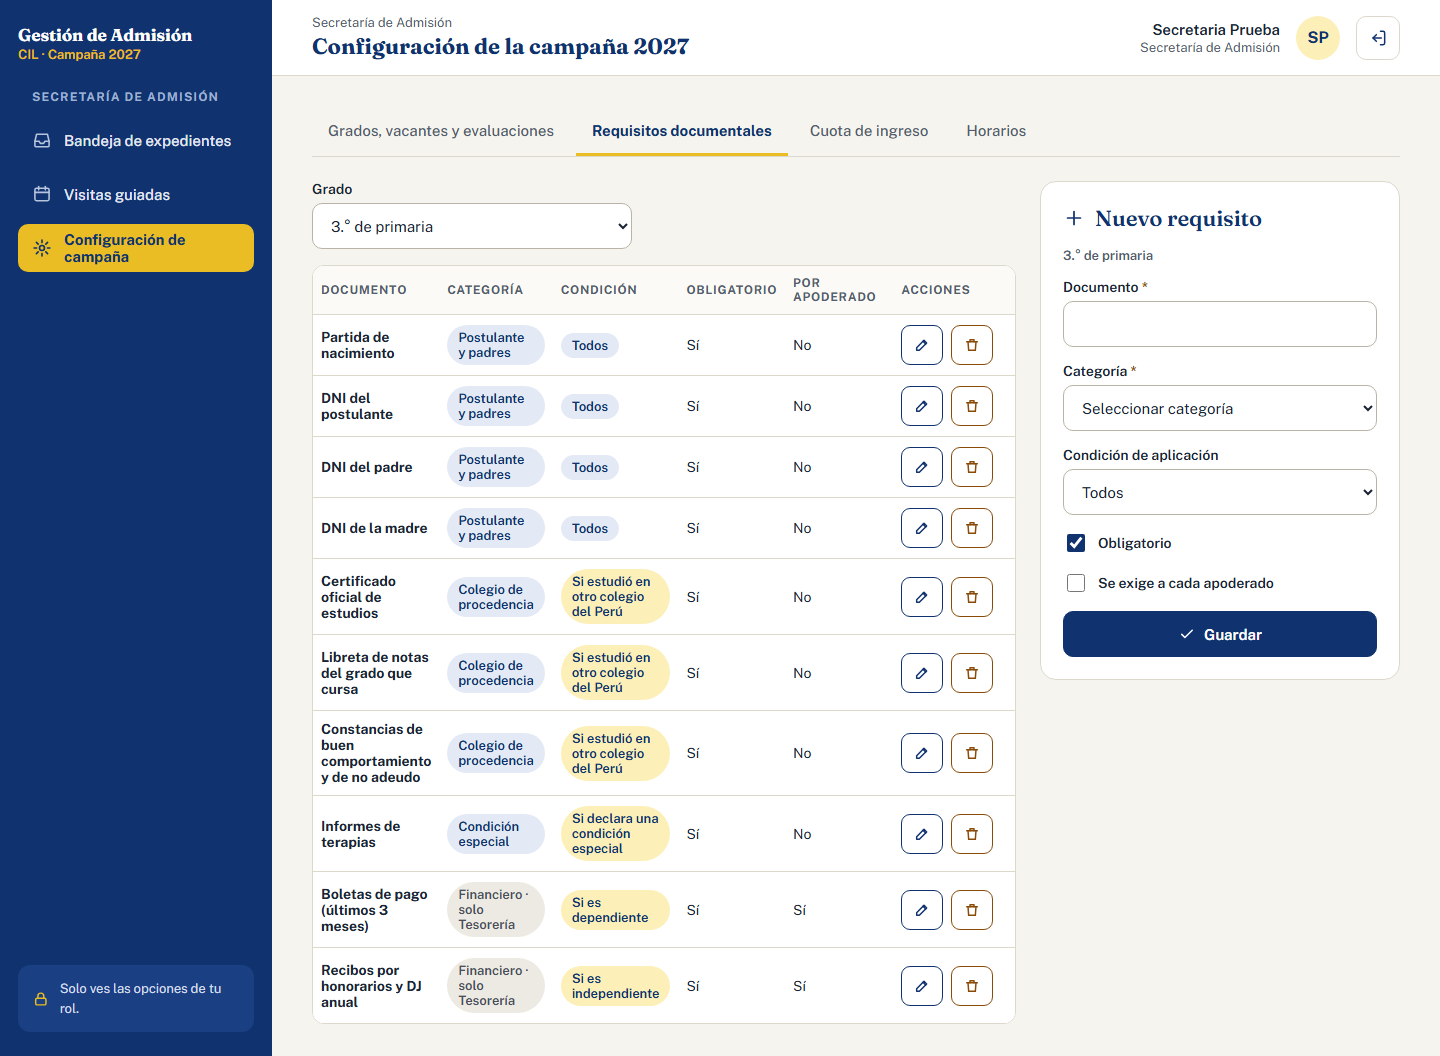 Gestión de Admisión
CIL · Campaña 2027
SECRETARÍA DE ADMISIÓN
Bandeja de expedientes
Visitas guiadas
Configuración de
campaña
Solo ves las opciones de tu
rol.
Secretaría de Admisión
Configuración de la campaña 2027
Secretaria Prueba
Secretaría de Admisión
SP
Grados, vacantes y evaluaciones
Requisitos documentales
Cuota de ingreso
Horarios
Grado
3.° de primaria
DOCUMENTO
CATEGORÍA
CONDICIÓN
OBLIGATORIO
POR
APODERADO
ACCIONES
Partida de
nacimiento
Postulante
y padres
Todos
Sí
No
DNI del
postulante
Postulante
y padres
Todos
Sí
No
DNI del padre
Postulante
y padres
Todos
Sí
No
DNI de la madre
Postulante
y padres
Todos
Sí
No
Certificado
oficial de
estudios
Colegio de
procedencia
Si estudió en
otro colegio
del Perú
Sí
No
Libreta de notas
del grado que
cursa
Colegio de
procedencia
Si estudió en
otro colegio
del Perú
Sí
No
Constancias de
buen
comportamiento
y de no adeudo
Colegio de
procedencia
Si estudió en
otro colegio
del Perú
Sí
No
Informes de
terapias
Condición
especial
Si declara una
condición
especial
Sí
No
Boletas de pago
(últimos 3
meses)
Financiero ·
solo
Tesorería
Si es
dependiente
Sí
Sí
Recibos por
honorarios y DJ
anual
Financiero ·
solo
Tesorería
Si es
independiente
Sí
Sí
Nuevo requisito
3.° de primaria
Documento *
Categoría *
Seleccionar categoría
Condición de aplicación
Todos
Obligatorio
Se exige a cada apoderado
Guardar